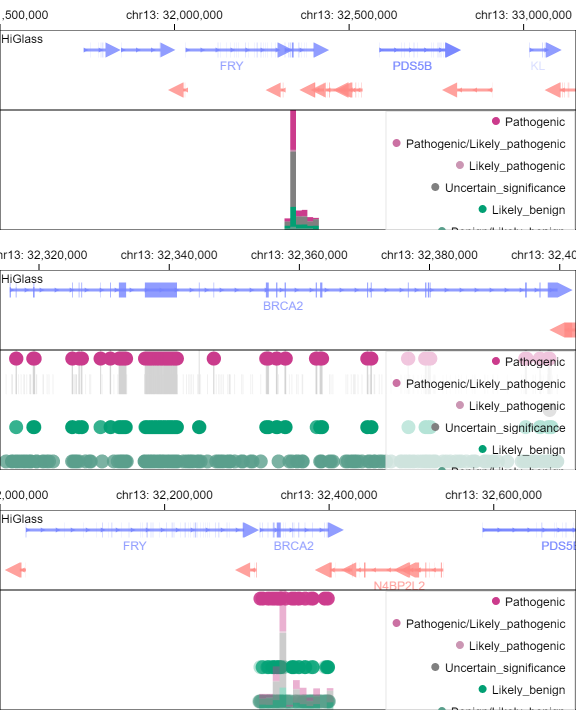 ,500,000 chr13: 32,000,000 chr13: 32,500,000 chr13: 33,000,000
HiGlass
FRY PDS5B KL
Pathogenic
Pathogenic/Likely_pathogenic
Likely_pathogenic
Uncertain_significance
Likely_benign
nr13: 32,320,000 chr13: 32,340,000 chr13: 32,360,000 chr13: 32,380,000 chr13: 32,40
HiGlass
BRCA2
Pathogenic
Pathogenic/Likely_pathogenic
Likely_pathogenic
Uncertain_significance
Likely_benign
2,000,000 chr13: 32,200,000 chr13: 32,400,000 chr13: 32,600,000
HiGlass
FRY BRCA2 PDS5B
N4BP2L2
Pathogenic
Pathogenic/Likely_pathogenic
Likely_pathogenic
Uncertain_significance
Likely_benign